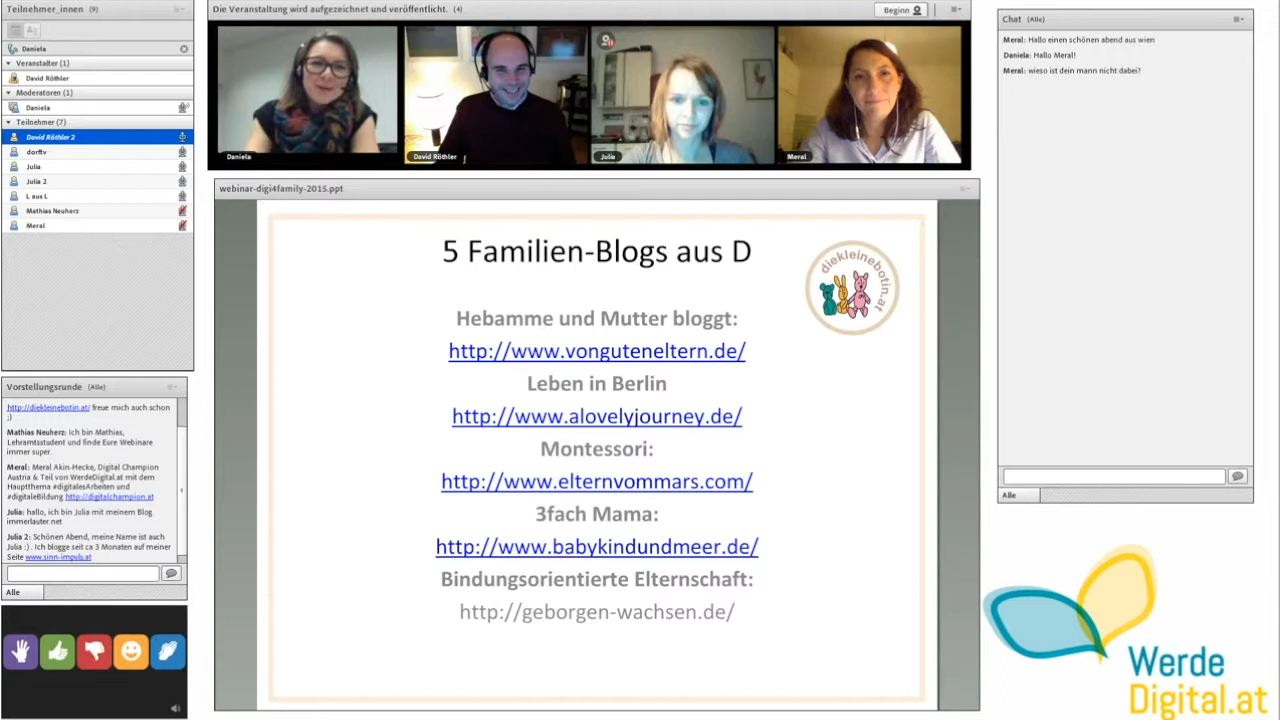 Teilnehmer_innen (9)
Daniela
Veranstalter (1)
David Röthler
Moderatoren (1)
Daniela
Teilnehmer (7)
David Röthler 2
dorftv
Julia
Julia 2
L aus L
Mathias Neuherz
Meral
Vorstellungsrunde (Alle)
http://diekleinebotin.at/ freue mich auch schon
;)
Mathias Neuherz: Ich bin Mathias,
Lehramtsstudent und finde Eure Webinare
immer super.
Meral: Meral Akin-Hecke, Digital Champion
Austria & Teil von WerdeDigital.at mit dem
Hauptthema #digitalesArbeiten und
#digitaleBildung http://digitalchampion.at
Julia: hallo, ich bin Julia mit meinem Blog
immerlauter.net
Julia 2: Schönen Abend, meine Name ist auch
Julia :) . Ich blogge seit ca 3 Monaten auf meiner
Seite www.sinn-impuls.at
Alle
Die Veranstaltung wird aufgezeichnet und veröffentlicht. (4)
Beginn
Daniela
David Röthler
Julia
Meral
webinar-digi4family-2015.ppt
5 Familien-Blogs aus D
diekleinebotin.at
Hebamme und Mutter bloggt:
http://www.vonguteneltern.de/
Leben in Berlin
http://www.alovelyjourney.de/
Montessori:
http://www.elternvommars.com/
3fach Mama:
http://www.babykindundmeer.de/
Bindungsorientierte Elternschaft:
http://geborgen-wachsen.de/
Chat (Alle)
Meral: Hallo einen schönen abend aus wien
Daniela: Hallo Meral!
Meral: wieso ist dein mann nicht dabei?
Alle
Werde
Digital.at